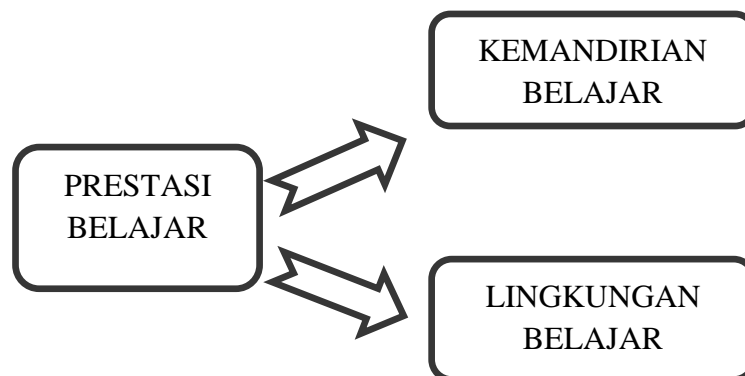 KEMANDIRIAN
BELAJAR
PRESTASI
BELAJAR
LINGKUNGAN
BELAJAR